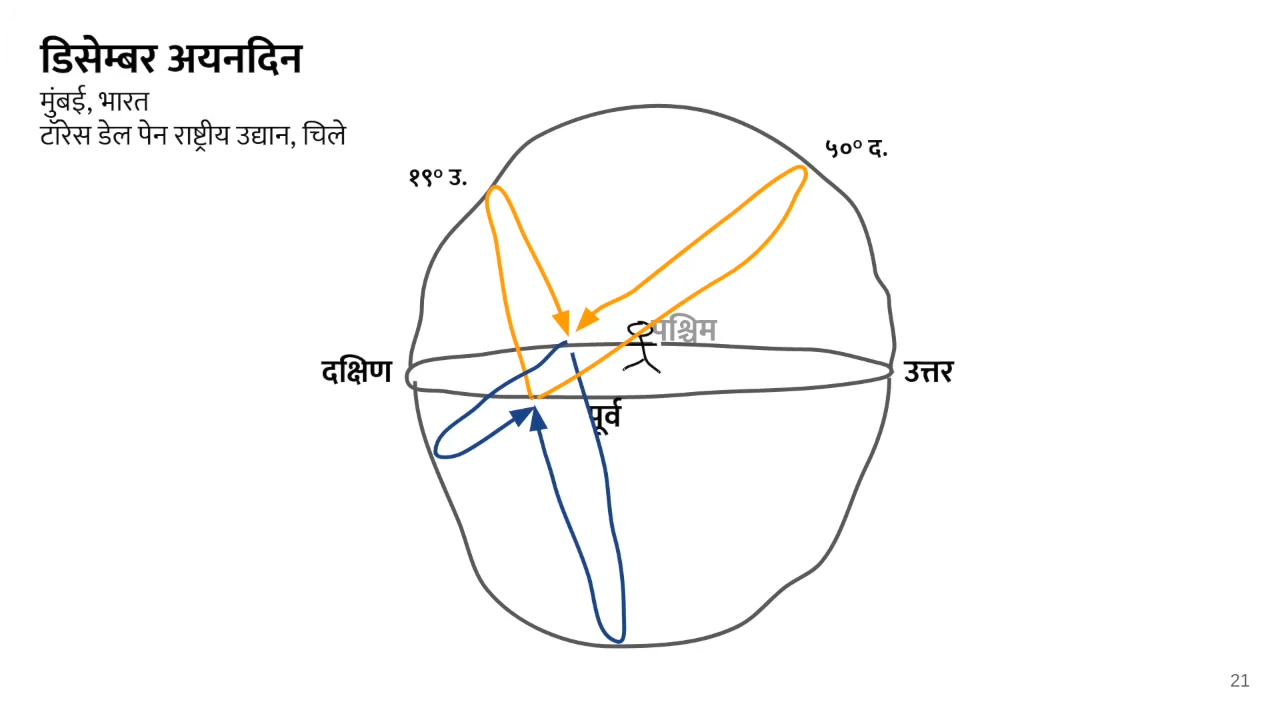 डिसेम्बर अयनदिन
मुंबई, भारत
टॉरेस डेल पेन राष्ट्रीय उद्यान, चिले
५०° द.
१९° उ.
पश्चिम
दक्षिण
उत्तर
पूर्व
21